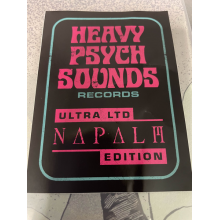 HEAVY
PSYCH
SOUNDS
RECORDS
ULTRA LTD
NAPALM
EDITION